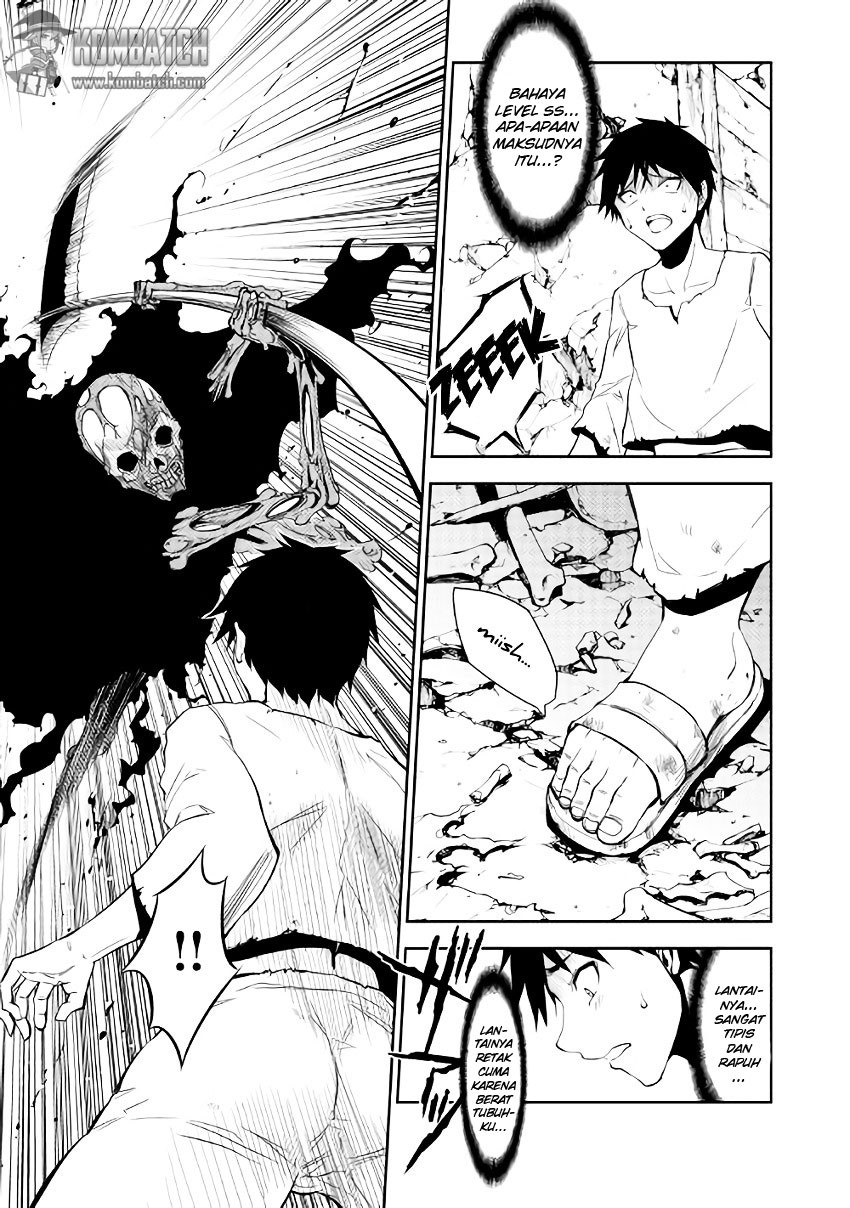 BAHAYA
LEVEL SS...
APA-APAAN
MAKSUDNYA
ITU...?
ZEEEK
miish...
LANTAI-
NYA...
SANGAT
TIPIS
DAN
RAPUH
...
LAN-
TAINYA
RETAK
CUMA
KARENA
BERAT
TUBUH-
KU...
!!
KOMBATCH
www.kombatch.com